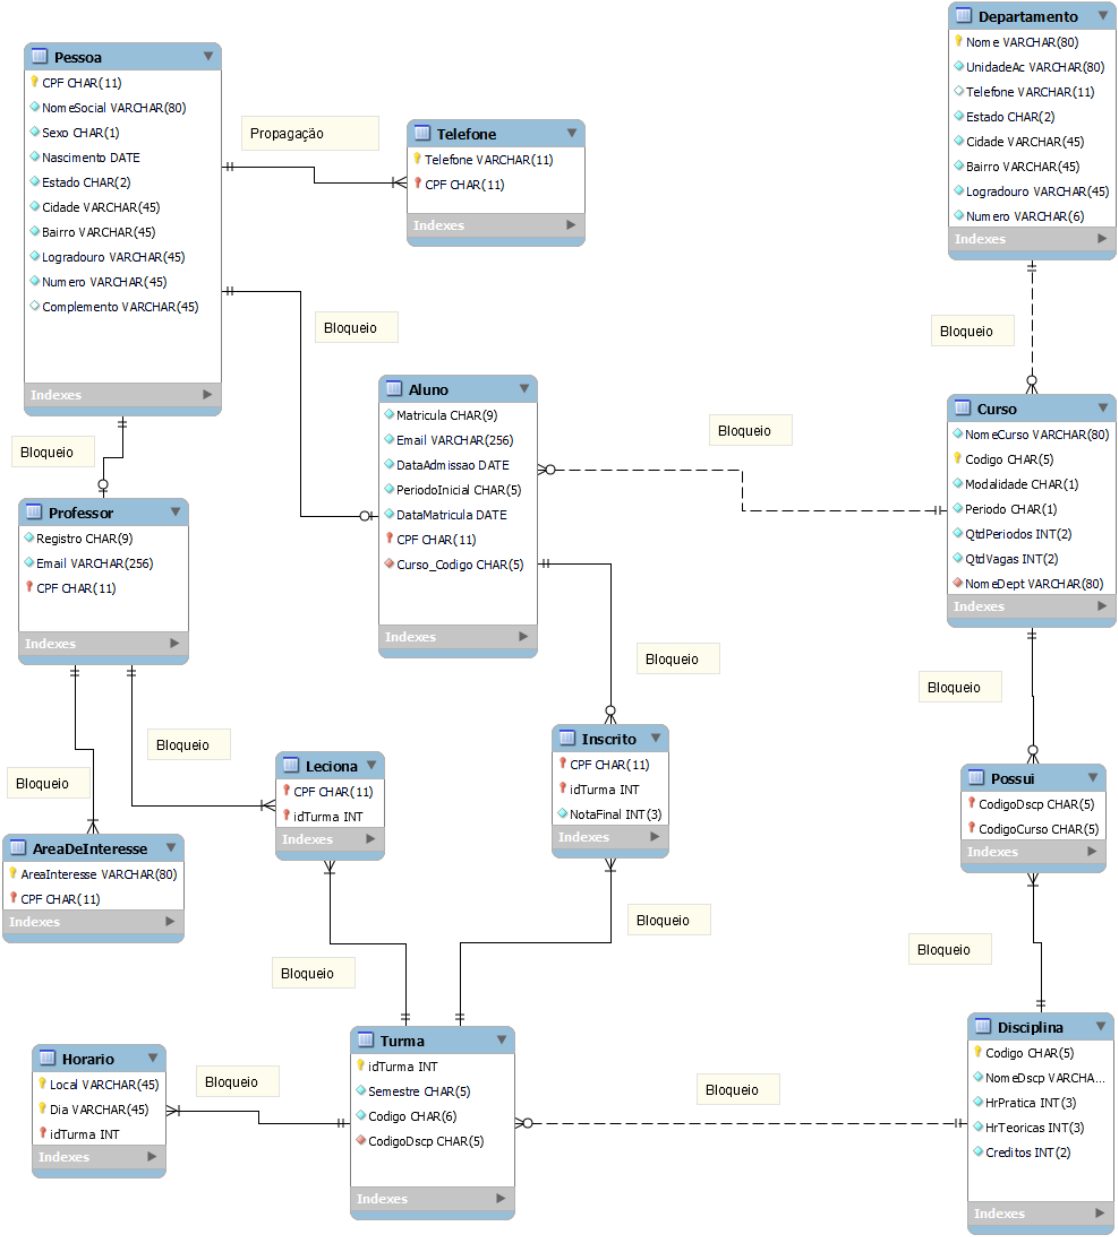 Pessoa
CPF CHAR(11)
NomeSocial VARCHAR(80)
Sexo CHAR(1)
Nascimento DATE
Estado CHAR(2)
Cidade VARCHAR(45)
Bairro VARCHAR(45)
Logradouro VARCHAR(45)
Numero VARCHAR(45)
Complemento VARCHAR(45)
Indexes
Propagação
Telefone
Telefone VARCHAR(11)
CPF CHAR(11)
Indexes
Departamento
Nome VARCHAR(80)
UnidadeAc VARCHAR(80)
Telefone VARCHAR(11)
Estado CHAR(2)
Cidade VARCHAR(45)
Bairro VARCHAR(45)
Logradouro VARCHAR(45)
Numero VARCHAR(6)
Indexes
Bloqueio
Bloqueio
Bloqueio
Aluno
Matricula CHAR(9)
Email VARCHAR(256)
DataAdmissao DATE
PeriodoInicial CHAR(5)
DataMatricula DATE
CPF CHAR(11)
Curso_Codigo CHAR(5)
Indexes
Bloqueio
Curso
NomeCurso VARCHAR(80)
Codigo CHAR(5)
Modalidade CHAR(1)
Periodo CHAR(1)
QtdPeriodos INT(2)
QtdVagas INT(2)
NomeDept VARCHAR(80)
Indexes
Professor
Registro CHAR(9)
Email VARCHAR(256)
CPF CHAR(11)
Indexes
Bloqueio
Bloqueio
Bloqueio
Bloqueio
Leciona
CPF CHAR(11)
idTurma INT
Indexes
Inscrito
CPF CHAR(11)
idTurma INT
NotaFinal INT(3)
Indexes
Possui
CodigoDscp CHAR(5)
CodigoCurso CHAR(5)
Indexes
AreaDeInteresse
AreaInteresse VARCHAR(80)
CPF CHAR(11)
Indexes
Bloqueio
Bloqueio
Bloqueio
Horario
Local VARCHAR(45)
Dia VARCHAR(45)
idTurma INT
Indexes
Bloqueio
Turma
idTurma INT
Semestre CHAR(5)
Codigo CHAR(6)
CodigoDscp CHAR(5)
Indexes
Bloqueio
Disciplina
Codigo CHAR(5)
NomeDscp VARCHA...
HrPratica INT(3)
HrTeoricas INT(3)
Creditos INT(2)
Indexes